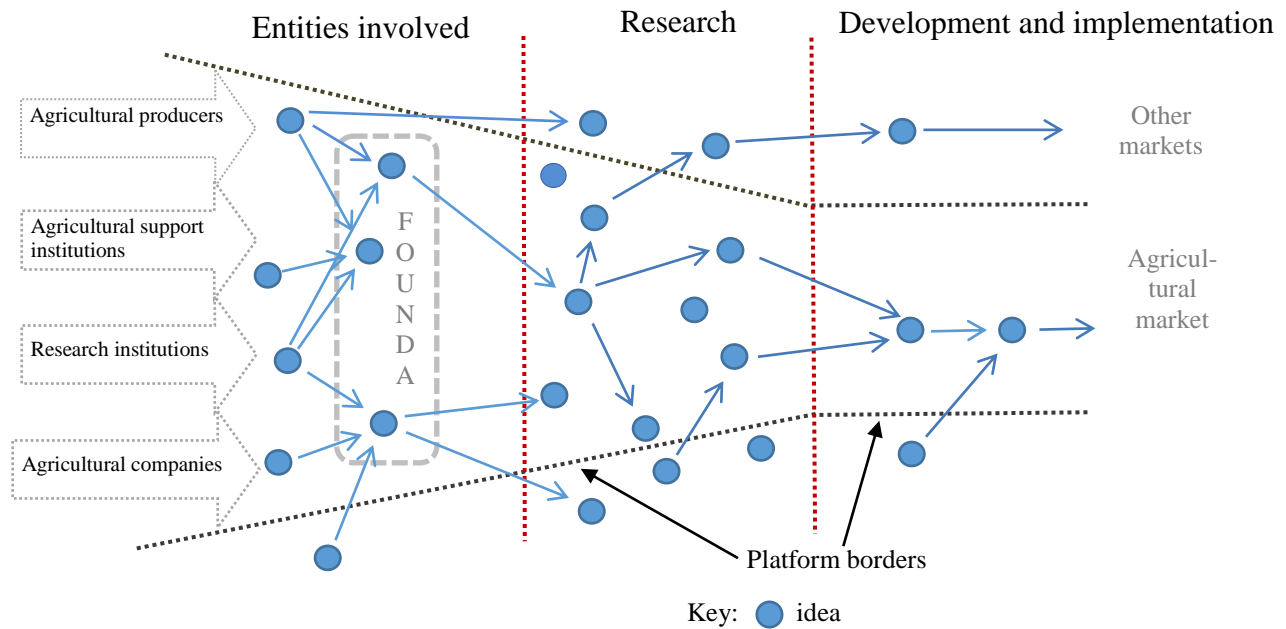 Entities involved
Research
Development and implementation
Agricultural producers
Agricultural support
institutions
Research institutions
Agricultural companies
F
O
U
N
D
A
Other
markets
Agricul-
tural
market
Platform borders
Key:
idea